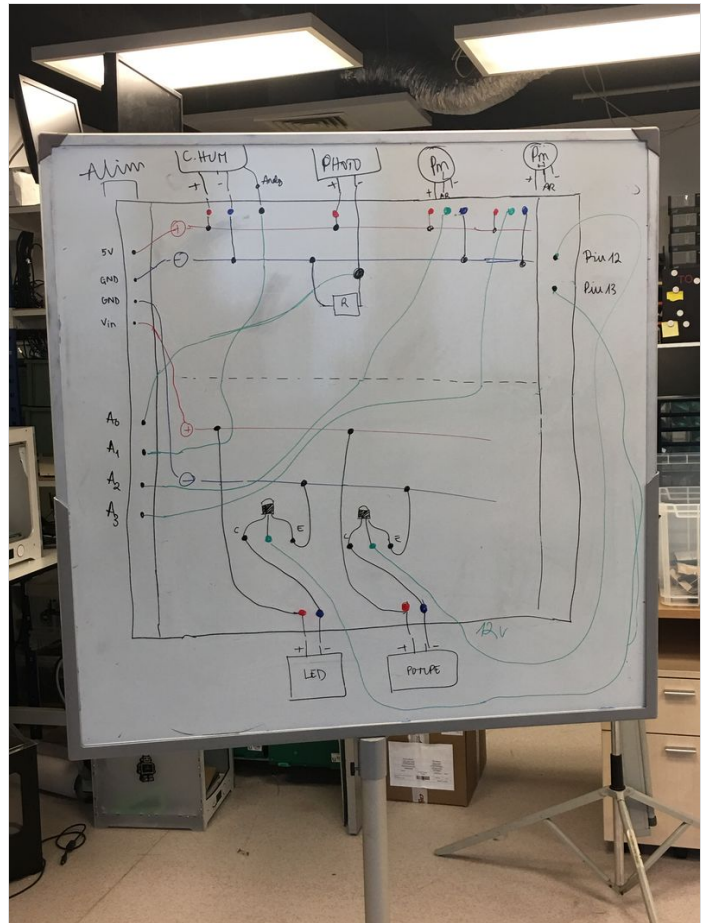 Alim
C.HUM
+ -
Analog
PHOTO
+ -
Pm
+ -
AR
Pm
+ -
AR
5V
+
GND
-
GND
Vin
R
Pin 12
Pin 13
A0
A1
A2
A3
+
-
C E
C E
12V
+ -
LED
+ -
POMPE